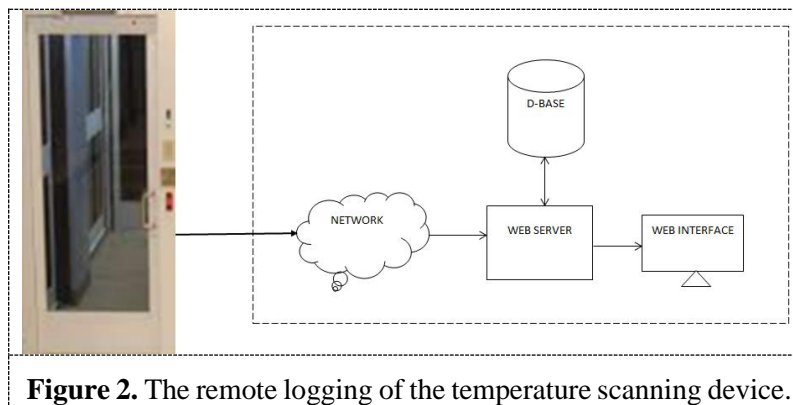 D-BASE
NETWORK
WEB SERVER
WEB INTERFACE
Figure 2. The remote logging of the temperature scanning device.